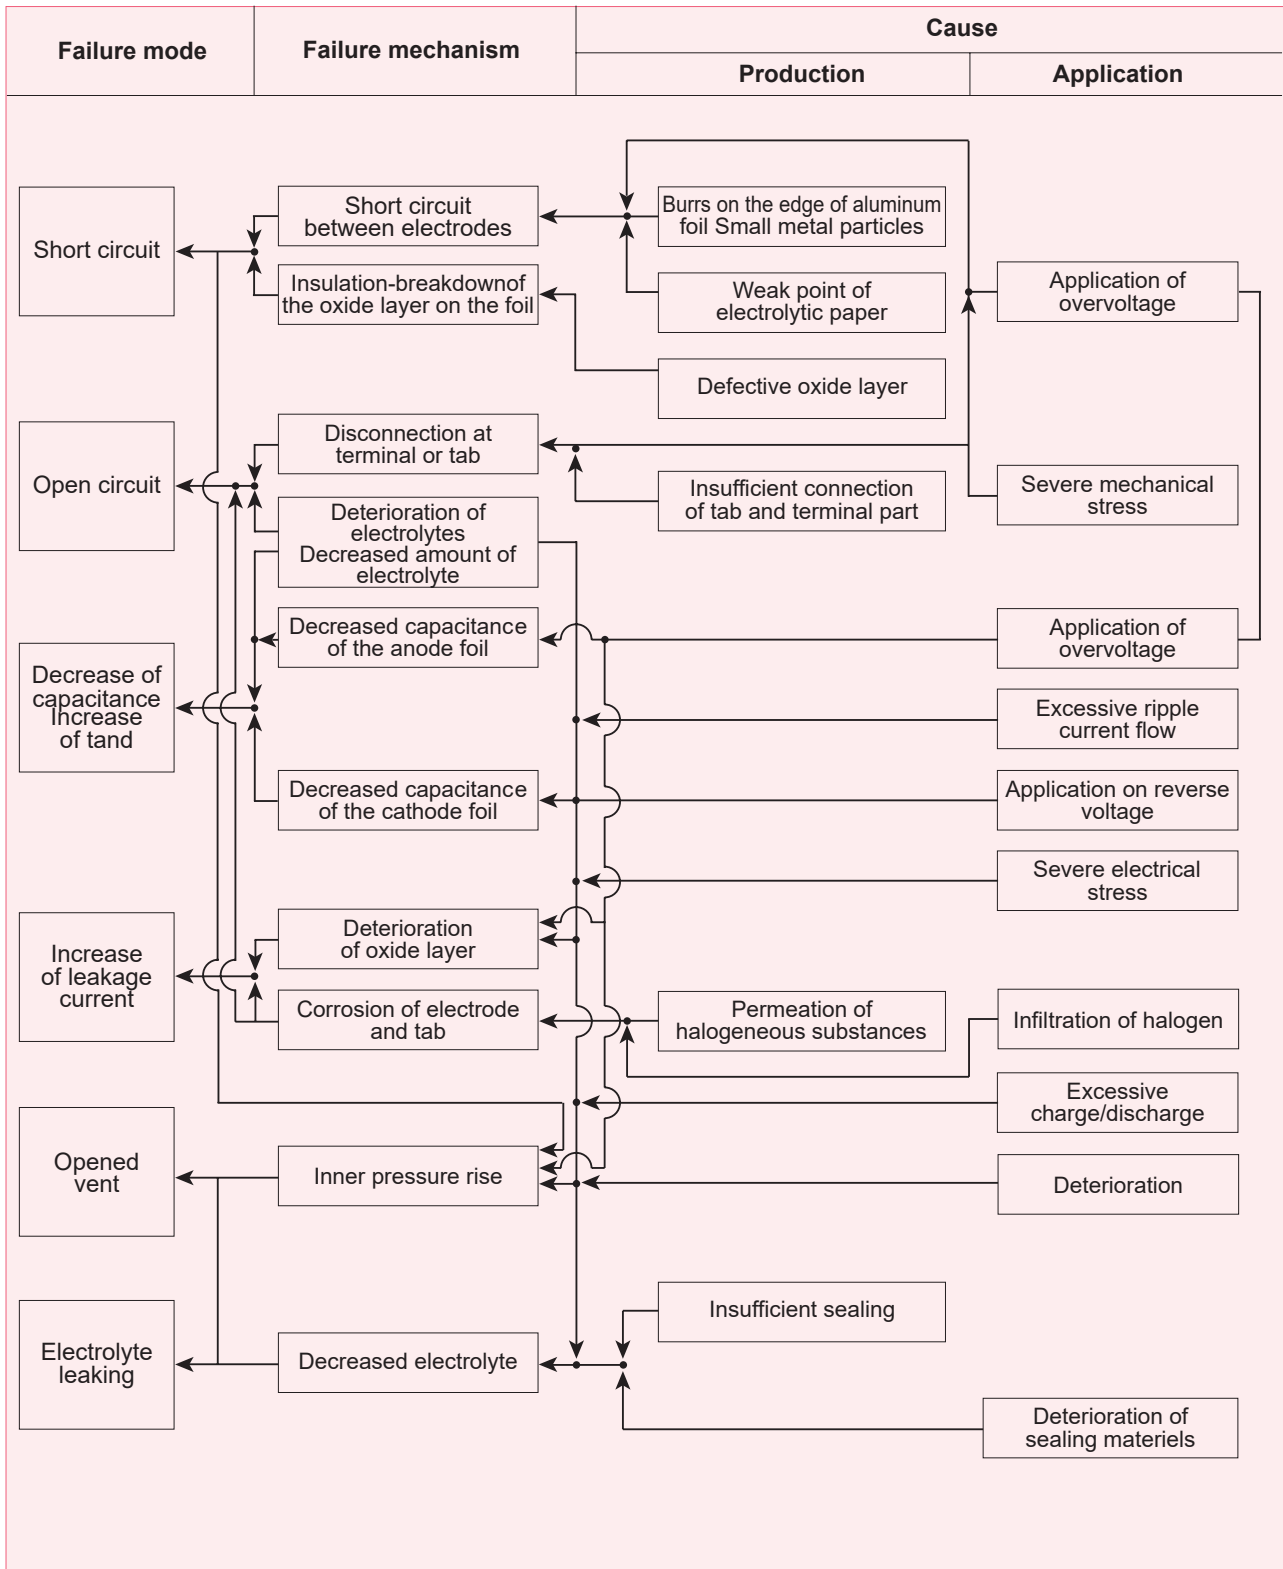 Failure mode
Failure mechanism
Cause
Production
Application
Short circuit
Short circuit
between electrodes
Insulation-breakdownof
the oxide layer on the foil
Burrs on the edge of aluminum
foil Small metal particles
Weak point of
electrolytic paper
Defective oxide layer
Application of
overvoltage
Open circuit
Disconnection at
terminal or tab
Deterioration of
electrolytes
Decreased amount of
electrolyte
Insufficient connection
of tab and terminal part
Severe mechanical
stress
Decrease of
capacitance
Increase
of tand
Decreased capacitance
of the anode foil
Decreased capacitance
of the cathode foil
Application of
overvoltage
Excessive ripple
current flow
Application on reverse
voltage
Severe electrical
stress
Increase
of leakage
current
Deterioration
of oxide layer
Corrosion of electrode
and tab
Permeation of
halogeneous substances
Infiltration of halogen
Excessive
charge/discharge
Opened
vent
Inner pressure rise
Deterioration
Electrolyte
leaking
Decreased electrolyte
Insufficient sealing
Deterioration of
sealing materiels